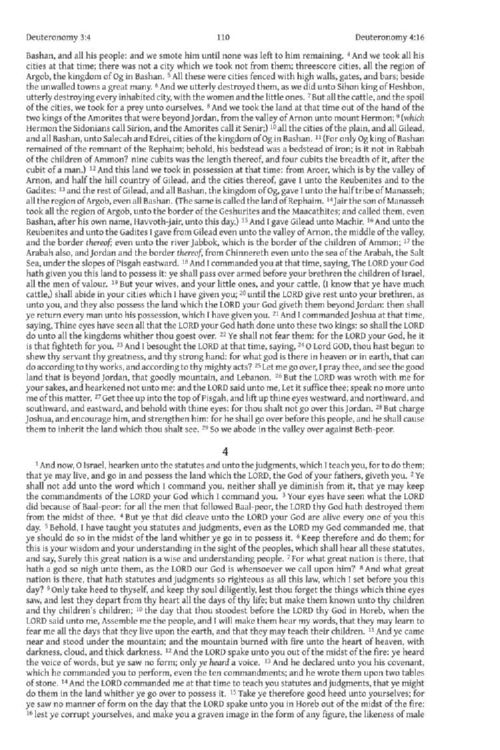 Deuteronomy 3:4 110 Deuteronomy 4:16
Bashan, and all his people: and we smote him until none was left to him remaining. 4 And we took all his
cities at that time; there was not a city which we took not from them; threescore cities, all the region of
Argob, the kingdom of Og in Bashan. 5 All these were cities fenced with high walls, gates, and bars; beside
the unwalled towns a great many. 6 And we utterly destroyed them, as we did unto Sihon king of Heshbon,
utterly destroying every inhabited city, with the women and the little ones. 7 But all the cattle, and the spoil
of the cities, we took for a prey unto ourselves. 8 And we took the land at that time out of the hand of the
two kings of the Amorites that were beyond Jordan, from the valley of Arnon unto mount Hermon; 9 (which
Hermon the Sidonians call Sirion, and the Amorites call it Senir;) 10 all the cities of the plain, and all Gilead,
and all Bashan, unto Salecah and Edrei, cities of the kingdom of Og in Bashan. 11 (For only Og king of Bashan
remained of the remnant of the Rephaim; behold, his bedstead was a bedstead of iron; is it not in Rabbah
of the children of Ammon? nine cubits was the length thereof, and four cubits the breadth of it, after the
cubit of a man.) 12 And this land we took in possession at that time: from Aroer, which is by the valley of
Arnon, and half the hill country of Gilead, and the cities thereof, gave I unto the Reubenites and to the
Gadites: 13 and the rest of Gilead, and all Bashan, the kingdom of Og, gave I unto the half tribe of Manasseh;
all the region of Argob, even all Bashan. (The same is called the land of Rephaim. 14 Jair the son of Manasseh
took all the region of Argob, unto the border of the Geshurites and the Maacathites; and called them, even
Bashan, after his own name, Havvoth-jair, unto this day.) 15 And I gave Gilead unto Machir. 16 And unto the
Reubenites and unto the Gadites I gave from Gilead even unto the valley of Arnon, the middle of the valley,
and the border thereof; even unto the river Jabbok, which is the border of the children of Ammon; 17 the
Arabah also, and Jordan and the border thereof, from Chinnereth even unto the sea of the Arabah, the Salt
Sea, under the slopes of Pisgah eastward. 18 And I commanded you at that time, saying, The LORD your God
hath given you this land to possess it: ye shall pass over armed before your brethren the children of Israel,
all the men of valour. 19 But your wives, and your little ones, and your cattle, (I know that ye have much
cattle,) shall abide in your cities which I have given you; 20 until the LORD give rest unto your brethren, as
unto you, and they also possess the land which the LORD your God giveth them beyond Jordan: then shall
ye return every man unto his possession, which I have given you. 21 And I commanded Joshua at that time,
saying, Thine eyes have seen all that the LORD your God hath done unto these two kings: so shall the LORD
do unto all the kingdoms whither thou goest over. 22 Ye shall not fear them: for the LORD your God, he it
is that fighteth for you. 23 And I besought the LORD at that time, saying, 24 O Lord GOD, thou hast begun to
shew thy servant thy greatness, and thy strong hand: for what god is there in heaven or in earth, that can
do according to thy works, and according to thy mighty acts? 25 Let me go over, I pray thee, and see the good
land that is beyond Jordan, that goodly mountain, and Lebanon. 26 But the LORD was wroth with me for
your sakes, and hearkened not unto me: and the LORD said unto me, Let it suffice thee; speak no more unto
me of this matter. 27 Get thee up into the top of Pisgah, and lift up thine eyes westward, and northward, and
southward, and eastward, and behold with thine eyes: for thou shalt not go over this Jordan. 28 But charge
Joshua, and encourage him, and strengthen him: for he shall go over before this people, and he shall cause
them to inherit the land which thou shalt see. 29 So we abode in the valley over against Beth-peor.
4
1 And now, O Israel, hearken unto the statutes and unto the judgments, which I teach you, for to do them;
that ye may live, and go in and possess the land which the LORD, the God of your fathers, giveth you. 2 Ye
shall not add unto the word which I command you, neither shall ye diminish from it, that ye may keep
the commandments of the LORD your God which I command you. 3 Your eyes have seen what the LORD
did because of Baal-peor: for all the men that followed Baal-peor, the LORD thy God hath destroyed them
from the midst of thee. 4 But ye that did cleave unto the LORD your God are alive every one of you this
day. 5 Behold, I have taught you statutes and judgments, even as the LORD my God commanded me, that
ye should do so in the midst of the land whither ye go in to possess it. 6 Keep therefore and do them; for
this is your wisdom and your understanding in the sight of the peoples, which shall hear all these statutes,
and say, Surely this great nation is a wise and understanding people. 7 For what great nation is there, that
hath a god so nigh unto them, as the LORD our God is whensoever we call upon him? 8 And what great
nation is there, that hath statutes and judgments so righteous as all this law, which I set before you this
day? 9 Only take heed to thyself, and keep thy soul diligently, lest thou forget the things which thine eyes
saw, and lest they depart from thy heart all the days of thy life; but make them known unto thy children
and thy children's children; 10 the day that thou stoodest before the LORD thy God in Horeb, when the
LORD said unto me, Assemble me the people, and I will make them hear my words, that they may learn to
fear me all the days that they live upon the earth, and that they may teach their children. 11 And ye came
near and stood under the mountain; and the mountain burned with fire unto the heart of heaven, with
darkness, cloud, and thick darkness. 12 And the LORD spake unto you out of the midst of the fire: ye heard
the voice of words, but ye saw no form; only ye heard a voice. 13 And he declared unto you his covenant,
which he commanded you to perform, even the ten commandments; and he wrote them upon two tables
of stone. 14 And the LORD commanded me at that time to teach you statutes and judgments, that ye might
do them in the land whither ye go over to possess it. 15 Take ye therefore good heed unto yourselves; for
ye saw no manner of form on the day that the LORD spake unto you in Horeb out of the midst of the fire:
16 lest ye corrupt yourselves, and make you a graven image in the form of any figure, the likeness of male